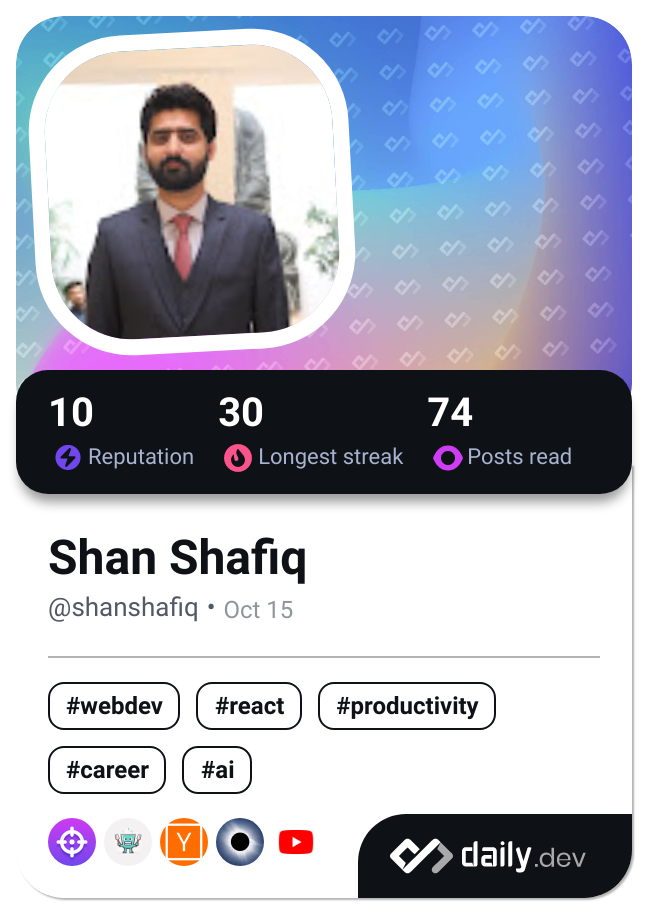 10 30 74
Reputation Longest streak Posts read
Shan Shafiq
@shanshafiq • Oct 15
#webdev #react #productivity
#career #ai
Y
daily.dev